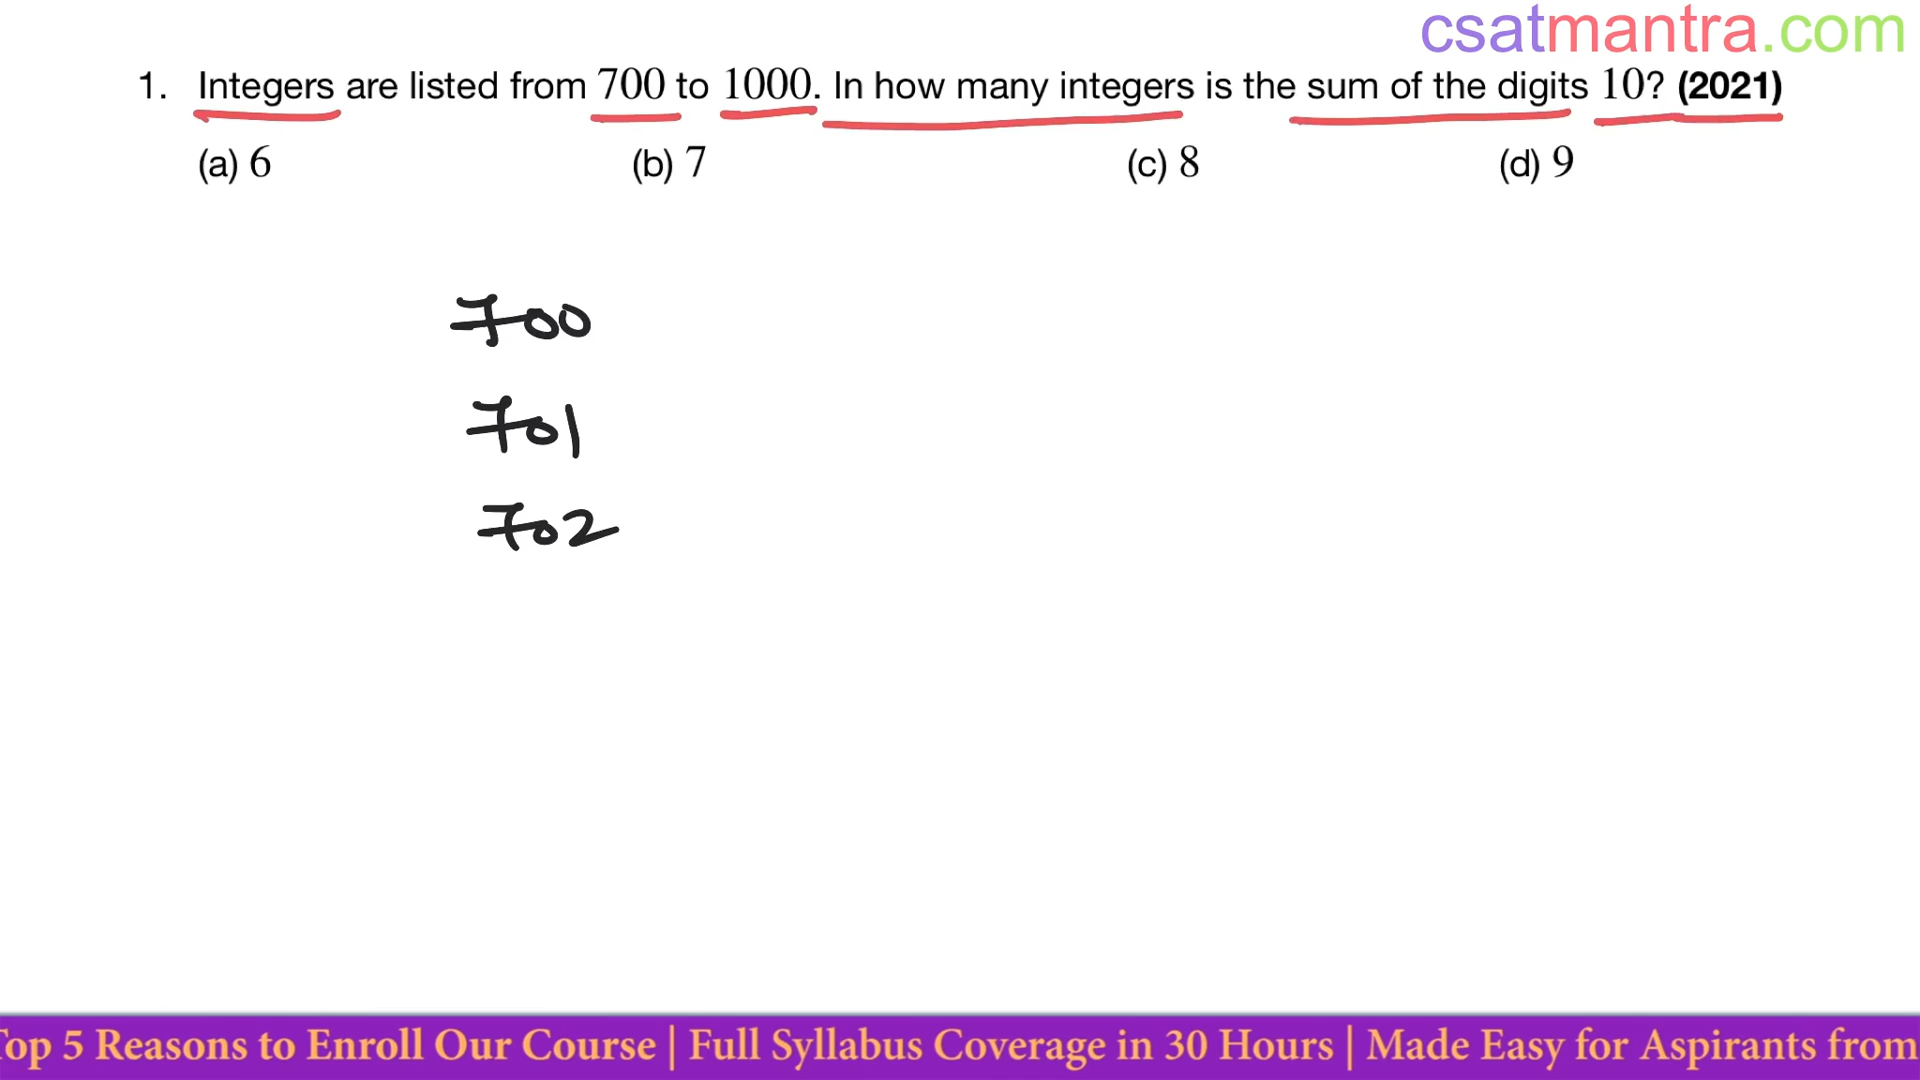 csatmantra.com
1. Integers are listed from 700 to 1000. In how many integers is the sum of the digits 10? (2021)
(a) 6 (b) 7 (c) 8 (d) 9
700
701
702
Top 5 Reasons to Enroll Our Course | Full Syllabus Coverage in 30 Hours | Made Easy for Aspirants from